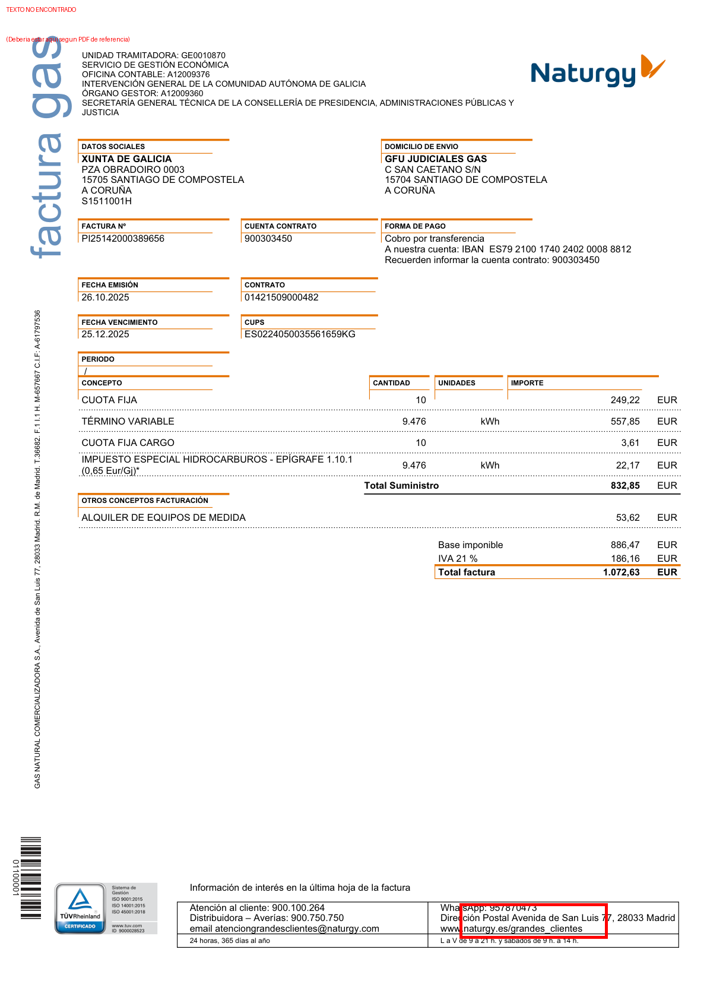 TEXTO NO ENCONTRADO
(Deberia estar aqui segun PDF de referencia)
factura gas
UNIDAD TRAMITADORA: GE0010870
SERVICIO DE GESTIÓN ECONÓMICA
OFICINA CONTABLE: A12009376
INTERVENCIÓN GENERAL DE LA COMUNIDAD AUTÓNOMA DE GALICIA
ÓRGANO GESTOR: A12009360
SECRETARÍA GENERAL TÉCNICA DE LA CONSELLERÍA DE PRESIDENCIA, ADMINISTRACIONES PÚBLICAS Y
JUSTICIA
Naturgy
DATOS SOCIALES
XUNTA DE GALICIA
PZA OBRADOIRO 0003
15705 SANTIAGO DE COMPOSTELA
A CORUÑA
S1511001H
DOMICILIO DE ENVIO
GFU JUDICIALES GAS
C SAN CAETANO S/N
15704 SANTIAGO DE COMPOSTELA
A CORUÑA
FACTURA Nº
PI25142000389656
CUENTA CONTRATO
900303450
FORMA DE PAGO
Cobro por transferencia
A nuestra cuenta: IBAN  ES79 2100 1740 2402 0008 8812
Recuerden informar la cuenta contrato: 900303450
FECHA EMISIÓN
26.10.2025
CONTRATO
01421509000482
FECHA VENCIMIENTO
25.12.2025
CUPS
ES0224050035561659KG
PERIODO
/
CONCEPTO CANTIDAD UNIDADES IMPORTE
CUOTA FIJA 10 249,22 EUR
TÉRMINO VARIABLE 9.476 kWh 557,85 EUR
CUOTA FIJA CARGO 10 3,61 EUR
IMPUESTO ESPECIAL HIDROCARBUROS - EPÍGRAFE 1.10.1
(0,65 Eur/Gj)* 9.476 kWh 22,17 EUR
Total Suministro 832,85 EUR
OTROS CONCEPTOS FACTURACIÓN
ALQUILER DE EQUIPOS DE MEDIDA 53,62 EUR
Base imponible 886,47 EUR
IVA 21 % 186,16 EUR
Total factura 1.072,63 EUR
GAS NATURAL COMERCIALIZADORA S.A., Avenida de San Luis 77, 28033 Madrid. R.M. de Madrid. T.36682. F.1 I.1 H. M-657667 C.I.F: A-61797536
01100001
TÜVRheinland
CERTIFICADO
Sistema de
Gestión
ISO 9001:2015
ISO 14001:2015
ISO 45001:2018
www.tuv.com
ID 9000028523
Información de interés en la última hoja de la factura
Atención al cliente: 900.100.264
Distribuidora – Averías: 900.750.750
email atenciongrandesclientes@naturgy.com
24 horas, 365 días al año
WhatsApp: 957870473
Dirección Postal Avenida de San Luis 77, 28033 Madrid
www.naturgy.es/grandes_clientes
L a V de 9 a 21 h. y sábados de 9 h. a 14 h.